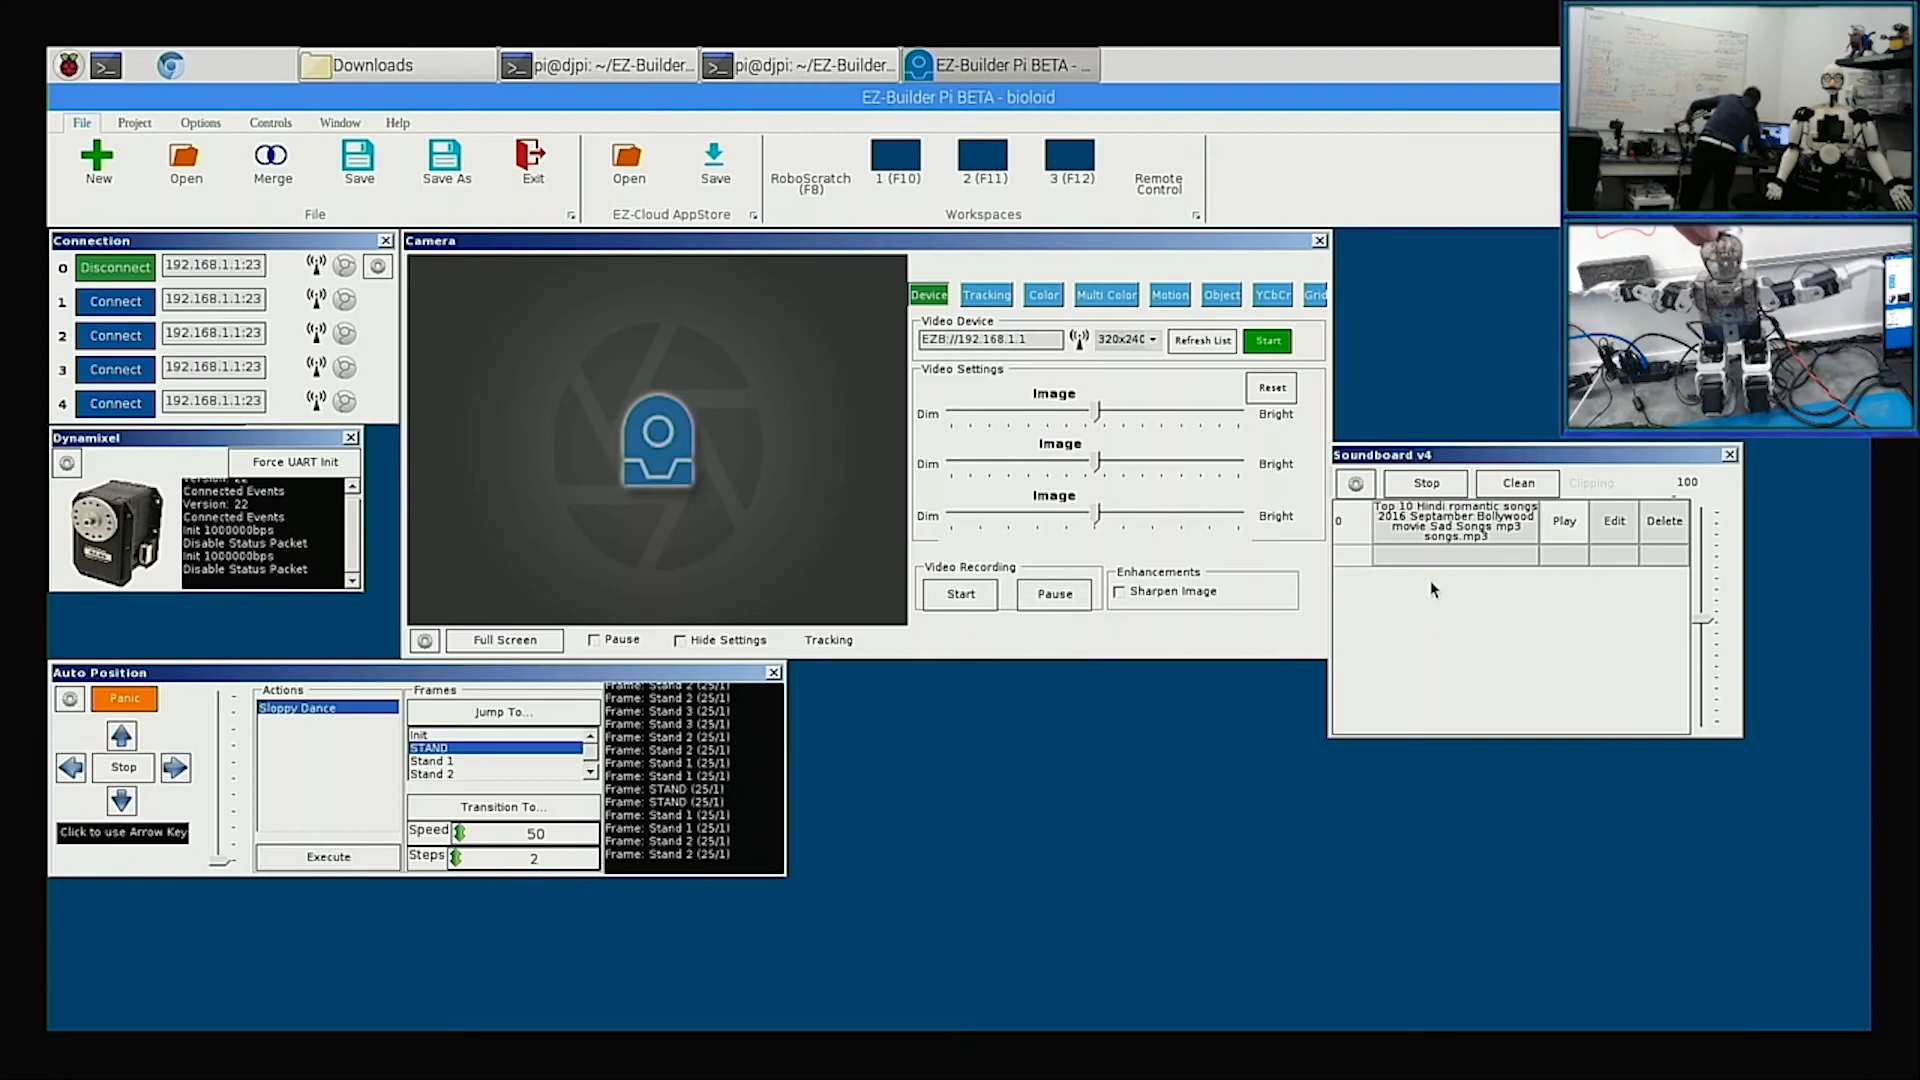 Downloads
pi@djpi: ~/EZ-Builder...
pi@djpi: ~/EZ-Builder...
EZ-Builder Pi BETA - ...
EZ-Builder Pi BETA - bioloid
File Project Options Controls Window Help
New Open Merge Save Save As Exit
File
Open Save
EZ-Cloud AppStore
RoboScratch
(F8)
1 (F10) 2 (F11) 3 (F12)
Remote
Control
Workspaces
Connection
0 Disconnect 192.168.1.1:23
1 Connect 192.168.1.1:23
2 Connect 192.168.1.1:23
3 Connect 192.168.1.1:23
4 Connect 192.168.1.1:23
Camera
Device Tracking Color Multi Color Motion Object YCbCr Grid
Video Device
EZB://192.168.1.1 320x240 Refresh List Start
Video Settings
Reset
Image
Dim Bright
Image
Dim Bright
Image
Dim Bright
Video Recording
Start Pause
Enhancements
Sharpen Image
Full Screen Pause Hide Settings Tracking
Dynamixel
Force UART Init
Version: 22
Connected Events
Version: 22
Connected Events
Init 1000000bps
Disable Status Packet
Init 1000000bps
Disable Status Packet
Soundboard v4
Stop Clean Clipping 100
0
Top 10 Hindi romantic songs
2016 Septamber Bollywood
movie Sad Songs mp3
songs.mp3
Play Edit Delete
Auto Position
Panic
Stop
Click to use Arrow Key
Actions
Sloppy Dance
Execute
Frames
Jump To...
Init
STAND
Stand 1
Stand 2
Transition To...
Speed 50
Steps 2
Frame: Stand 2 (25/1)
Frame: Stand 2 (25/1)
Frame: Stand 3 (25/1)
Frame: Stand 3 (25/1)
Frame: Stand 2 (25/1)
Frame: Stand 2 (25/1)
Frame: Stand 1 (25/1)
Frame: Stand 1 (25/1)
Frame: STAND (25/1)
Frame: STAND (25/1)
Frame: Stand 1 (25/1)
Frame: Stand 1 (25/1)
Frame: Stand 2 (25/1)
Frame: Stand 2 (25/1)